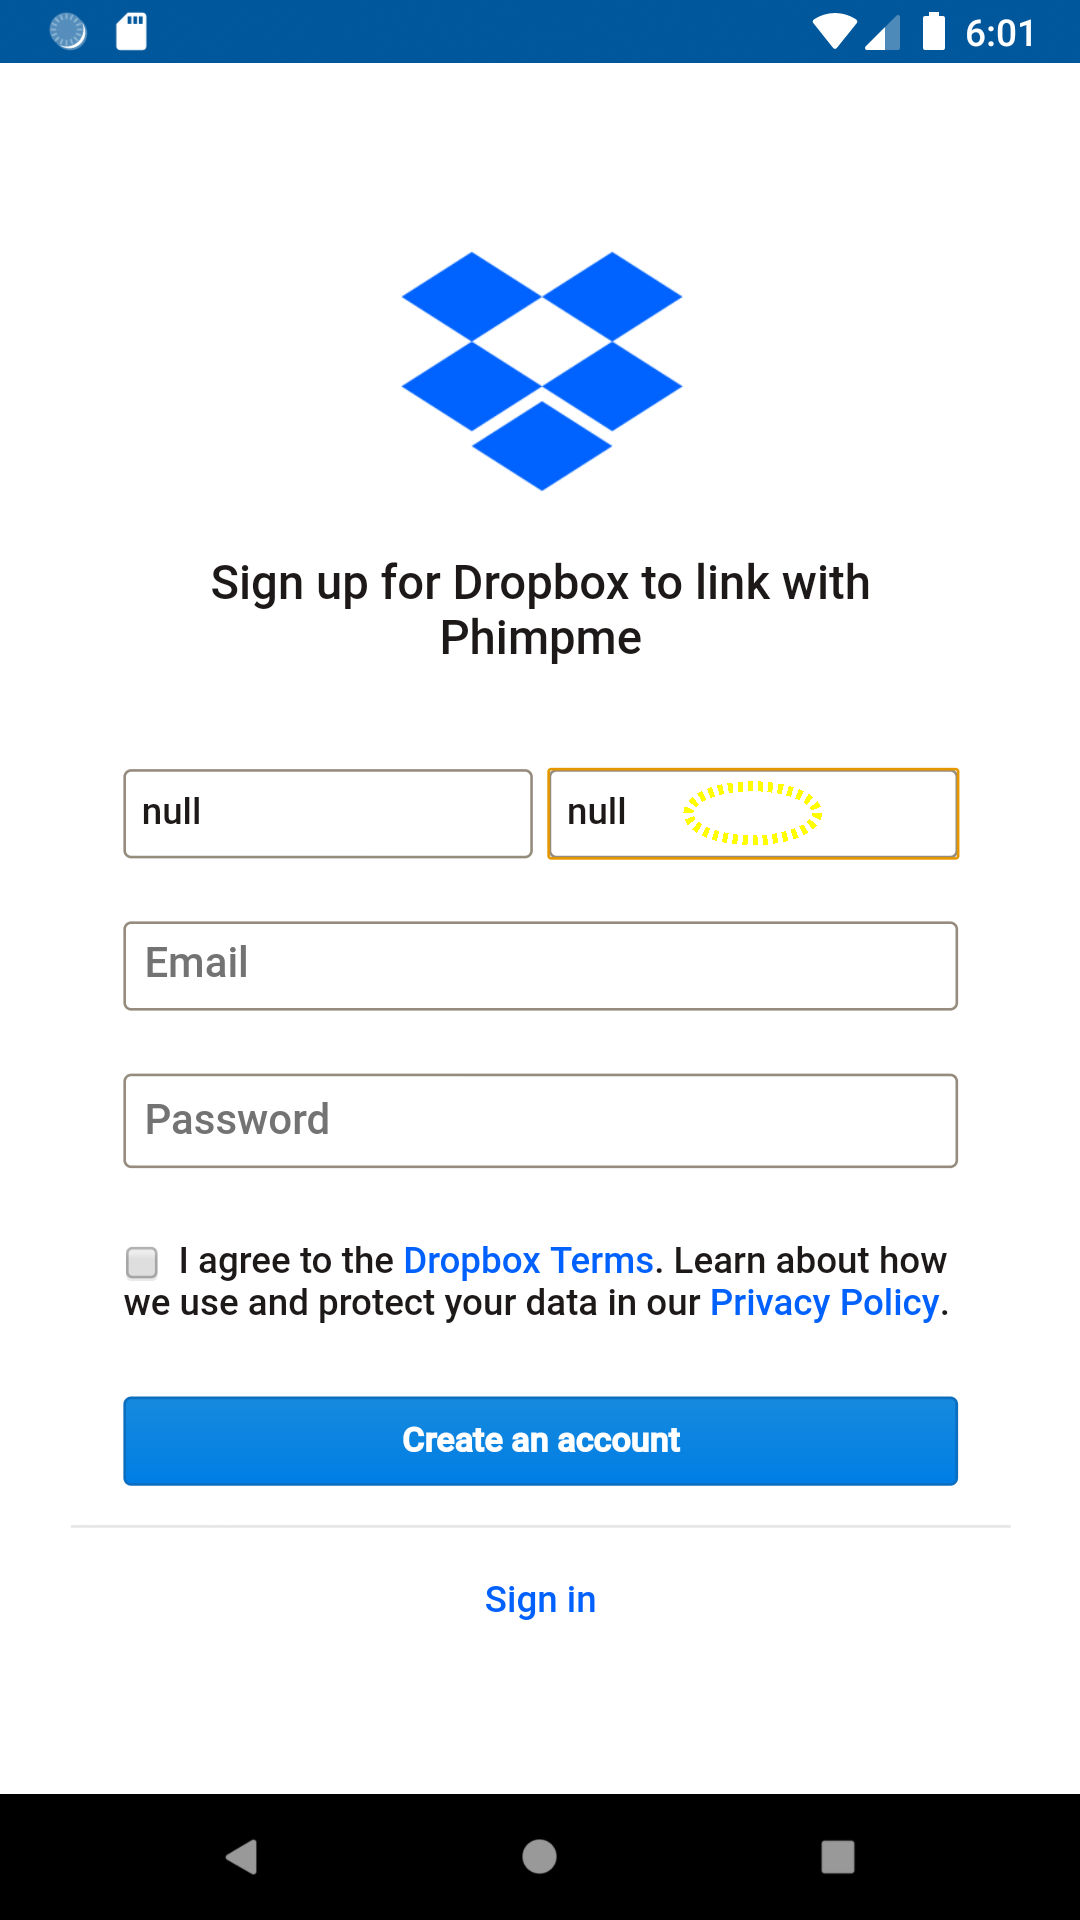 6:01
Sign up for Dropbox to link with
Phimpme
null null
Email
Password
I agree to the Dropbox Terms. Learn about how
we use and protect your data in our Privacy Policy.
Create an account
Sign in